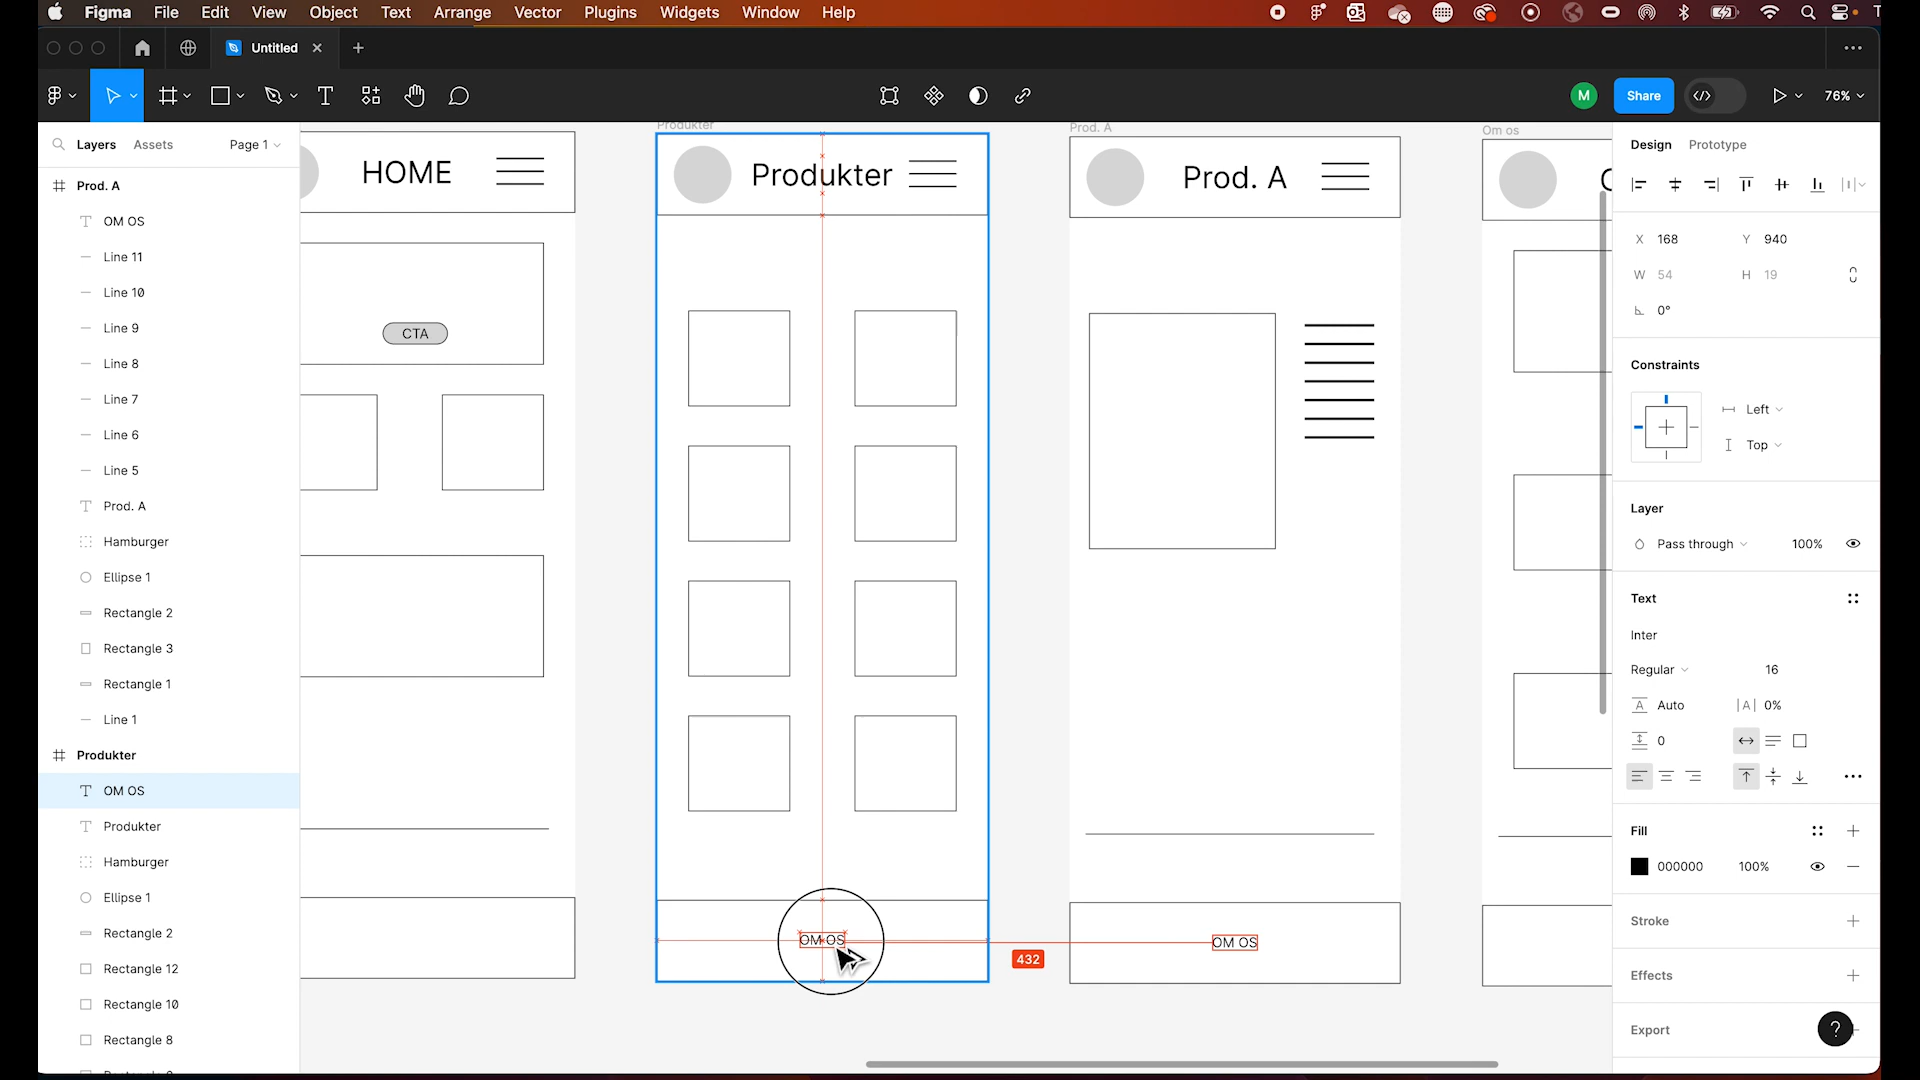 Figma File Edit View Object Text Arrange Vector Plugins Widgets Window Help
Untitled
Share
76%
M
Layers Assets Page 1
Prod. A
OM OS
Line 11
Line 10
Line 9
Line 8
Line 7
Line 6
Line 5
Prod. A
Hamburger
Ellipse 1
Rectangle 2
Rectangle 3
Rectangle 1
Line 1
Produkter
OM OS
Produkter
Hamburger
Ellipse 1
Rectangle 2
Rectangle 12
Rectangle 10
Rectangle 8
HOME
CTA
Produkter
Produkter
OM OS
432
Prod. A
Prod. A
OM OS
Om os
Design Prototype
X 168 Y 940
W 54 H 19
0°
Constraints
Left
Top
Layer
Pass through 100%
Text
Inter
Regular 16
A Auto |A| 0%
0
Fill
000000 100%
Stroke
Effects
Export
?